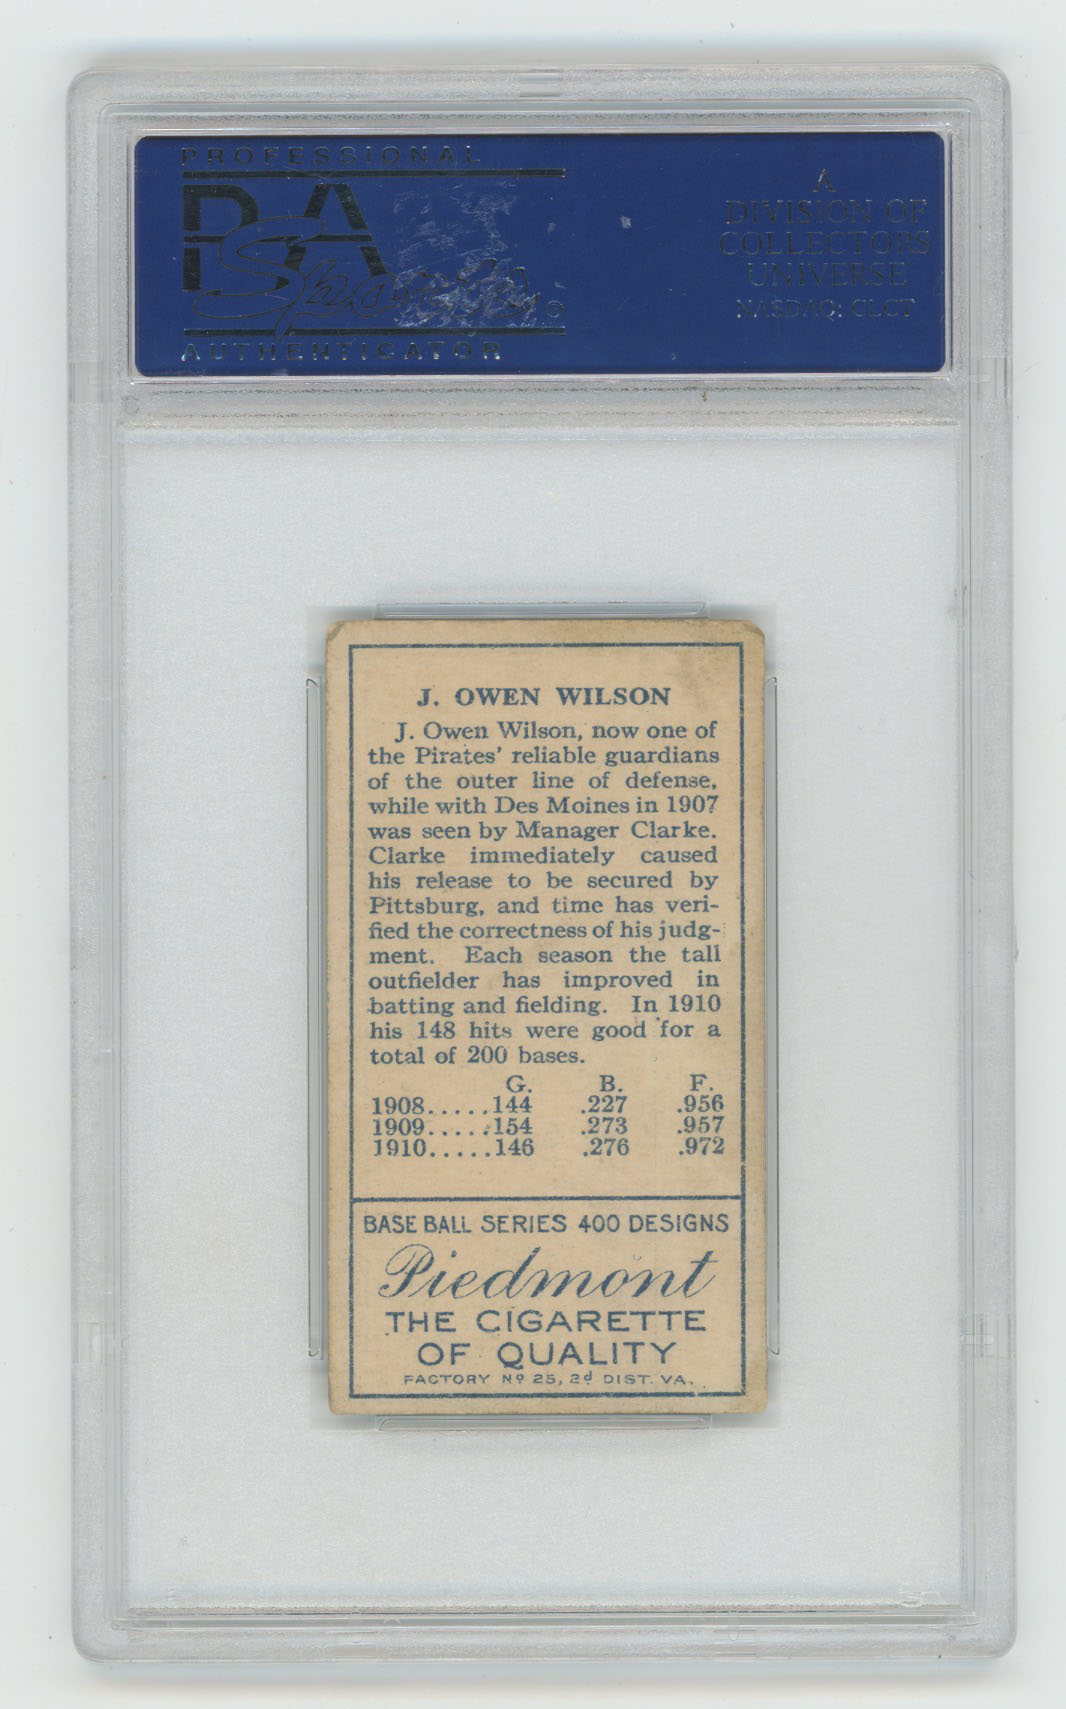 PROFESSIONAL
PSA
Sports
AUTHENTICATOR
A
DIVISION OF
COLLECTORS
UNIVERSE
NASDAQ: CLCT
J. OWEN WILSON
J. Owen Wilson, now one of
the Pirates' reliable guardians
of the outer line of defense,
while with Des Moines in 1907
was seen by Manager Clarke.
Clarke immediately caused
his release to be secured by
Pittsburg, and time has veri-
fied the correctness of his judg-
ment. Each season the tall
outfielder has improved in
batting and fielding. In 1910
his 148 hits were good for a
total of 200 bases.
G. B. F.
1908.....144 .227 .956
1909.....154 .273 .957
1910.....146 .276 .972
BASE BALL SERIES 400 DESIGNS
Piedmont
THE CIGARETTE
OF QUALITY
FACTORY Nº 25, 2d DIST. VA.